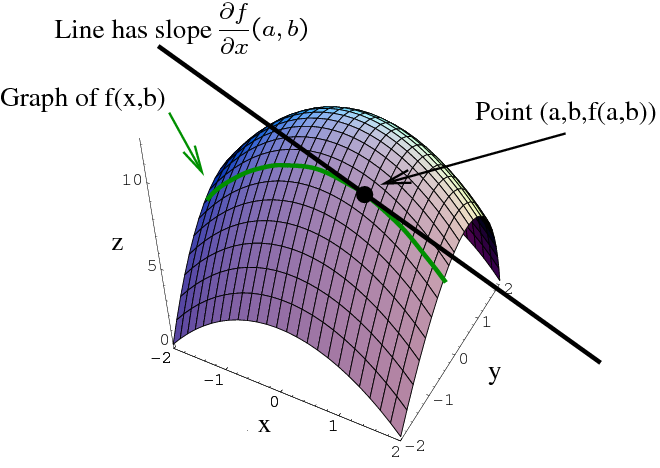 Line has slope ∂f/∂x(a, b)
Graph of f(x,b)
Point (a,b,f(a,b))
10
z
5
0
-2
-1
0
x
1
2
-2
-1
y
0
1
2